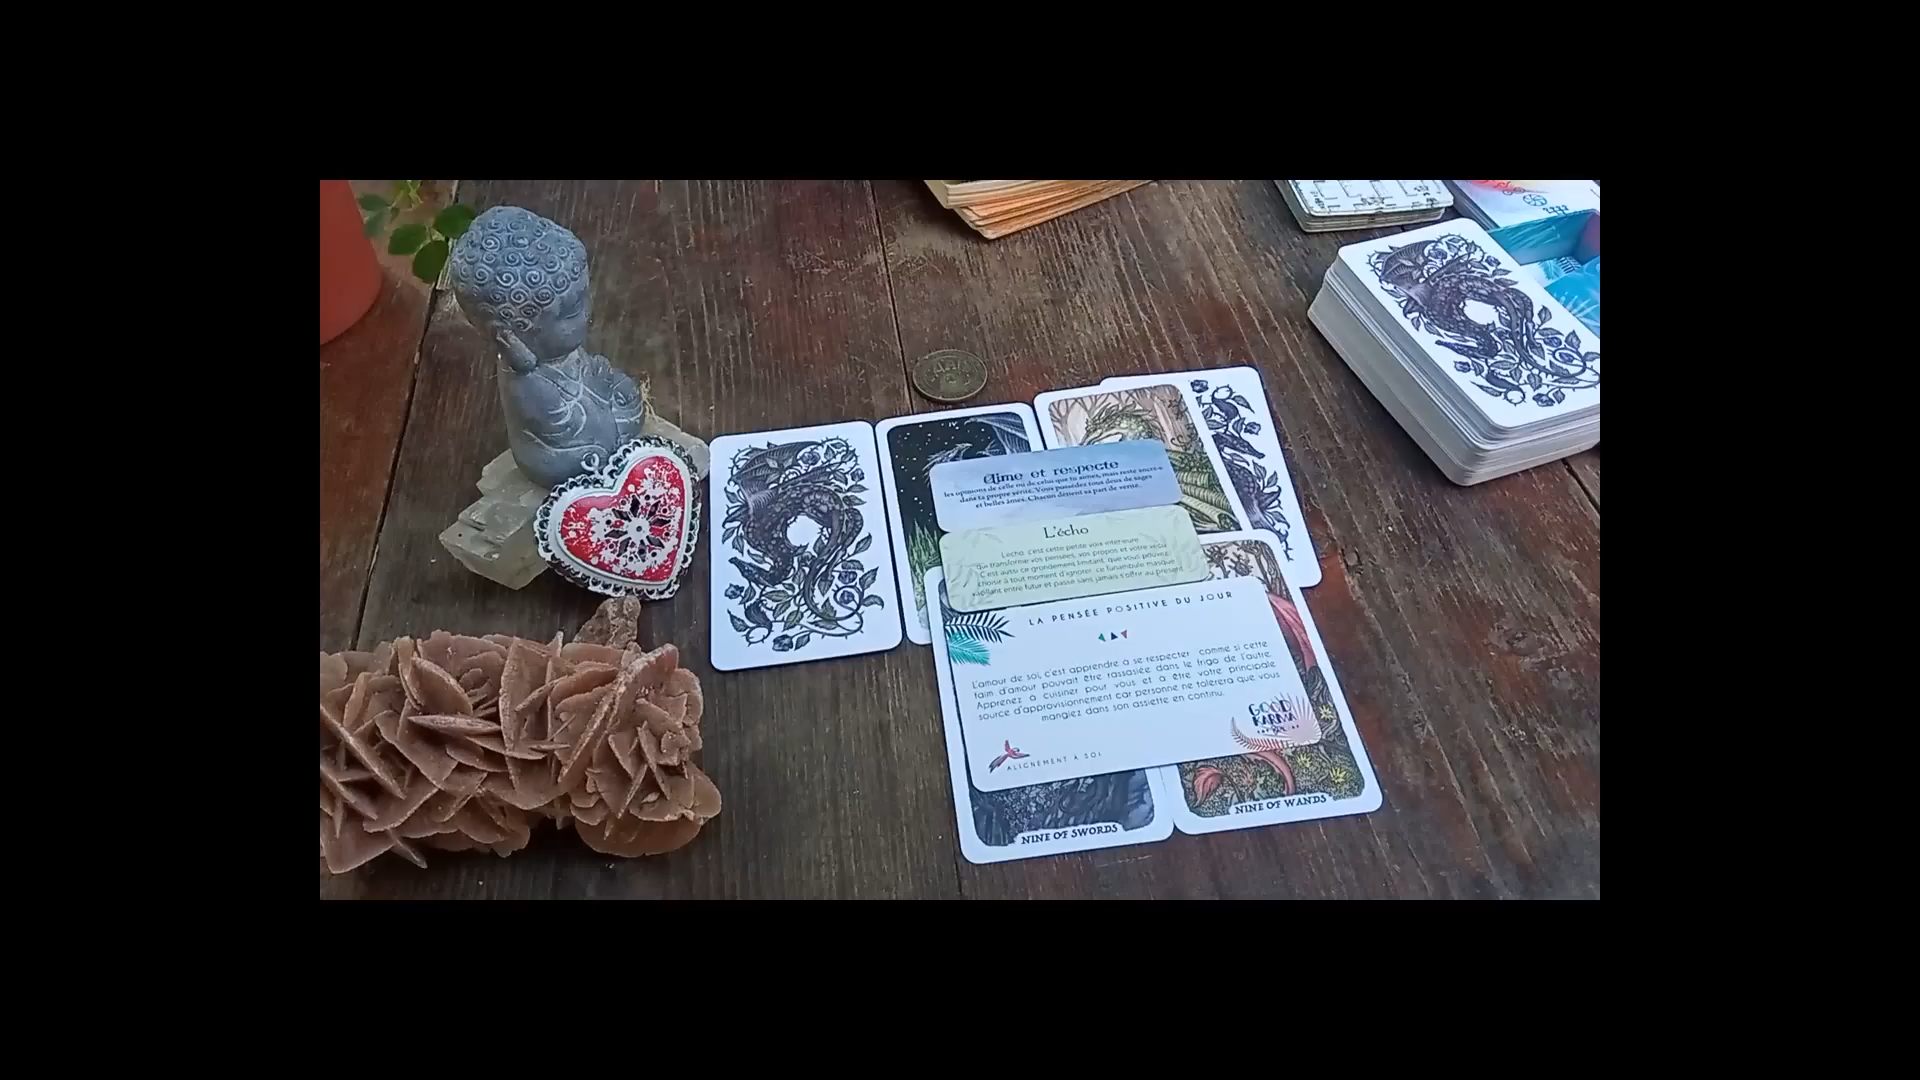 IV
Aime et respecte
les opinions de celle ou de celui que tu aimes, mais reste ancré·e
dans ta propre vérité. Vous possédez tous deux de sages
et belles âmes. Chacun détient sa part de vérité.
L'écho
L'écho, c'est cette petite voix intérieure
qui transforme vos pensées, vos propos et votre vécu.
C'est aussi ce grondement limitant, que vous pouvez
choisir à tout moment d'ignorer, ce funambule masqué
oscillant entre futur et passé sans jamais s'offrir au présent.
LA PENSÉE POSITIVE DU JOUR
L'amour de soi, c'est apprendre à se respecter comme si cette
faim d'amour pouvait être rassasiée dans le frigo de l'autre.
Apprenez à cuisiner pour vous et à être votre principale
source d'approvisionnement car personne ne tolérera que vous
mangiez dans son assiette en continu.
GOOD
KARMA
ALIGNEMENT À SOI
NINE OF SWORDS
NINE OF WANDS